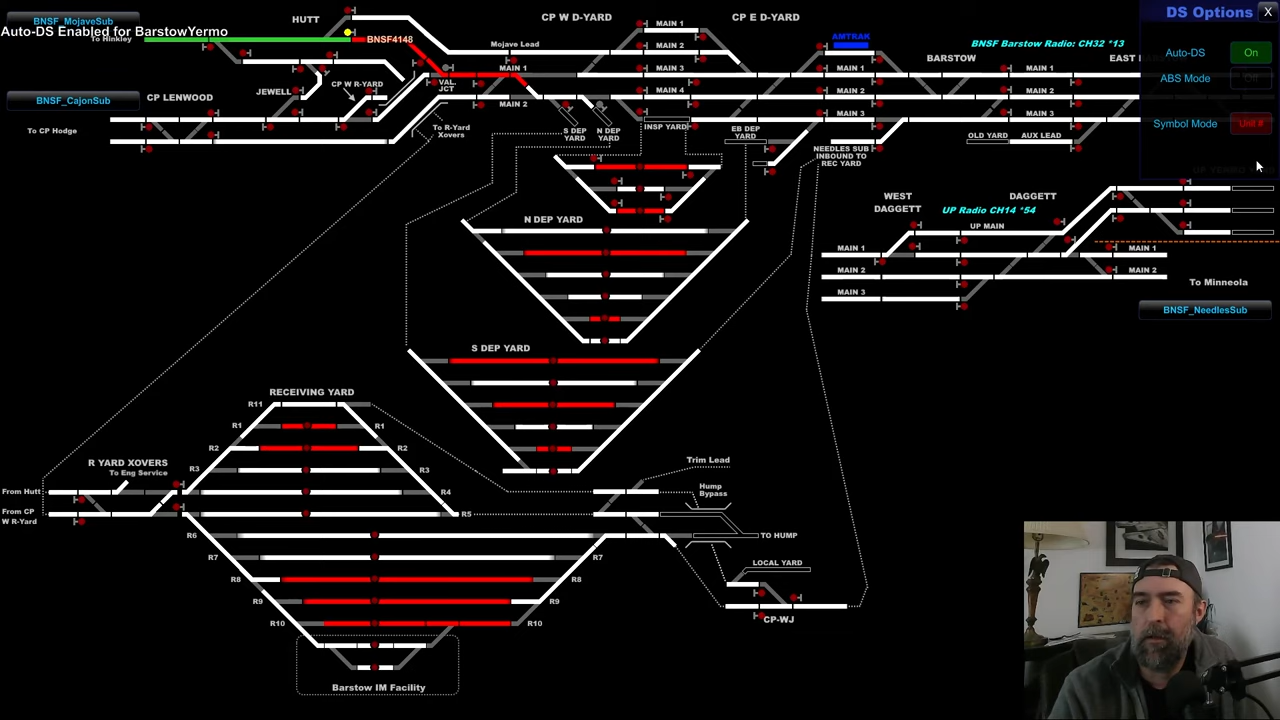 BNSF_MojaveSub
Auto-DS Enabled for BarstowYermo
To Hinkley
HUTT
BNSF4148
CP W D-YARD
CP E D-YARD
DS Options
X
MAIN 1
MAIN 2
MAIN 3
MAIN 4
Mojave Lead
MAIN 1
MAIN 2
VAL JCT
AMTRAK
BNSF Barstow Radio: CH32 *13
BARSTOW
EAST
Auto-DS
On
ABS Mode
Off
Symbol Mode
Unit #
MAIN 1
MAIN 2
MAIN 3
MAIN 1
MAIN 2
BNSF_CajonSub
CP LENWOOD
JEWELL
CP W R-YARD
To CP Hodge
To R-Yard
Xovers
S DEP
YARD
N DEP
YARD
INSP YARD
EB DEP
YARD
NEEDLES SUB
INBOUND TO
REC YARD
OLD YARD
AUX LEAD
WEST
DAGGETT
DAGGETT
UP Radio CH14 *54
UP MAIN
MAIN 1
MAIN 2
MAIN 3
MAIN 1
MAIN 2
To Minneola
BNSF_NeedlesSub
N DEP YARD
S DEP YARD
RECEIVING YARD
R11
R1
R1
R2
R2
R3
R3
R4
R5
R YARD XOVERS
To Eng Service
From Hutt
From CP
W R-Yard
R6
R7
R7
R8
R8
R9
R9
R10
R10
Trim Lead
Hump
Bypass
TO HUMP
LOCAL YARD
CP-WJ
Barstow IM Facility